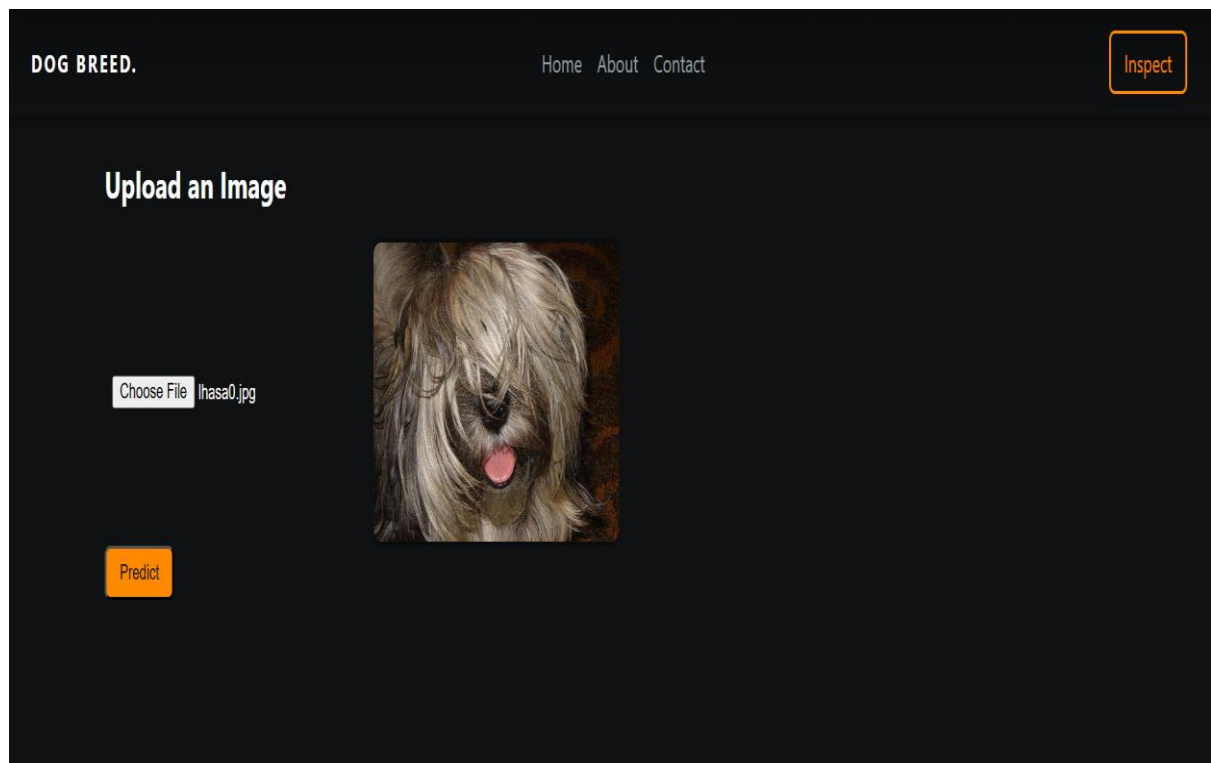 DOG BREED.
Home About Contact
Inspect
Upload an Image
Choose File lhasa0.jpg
Predict